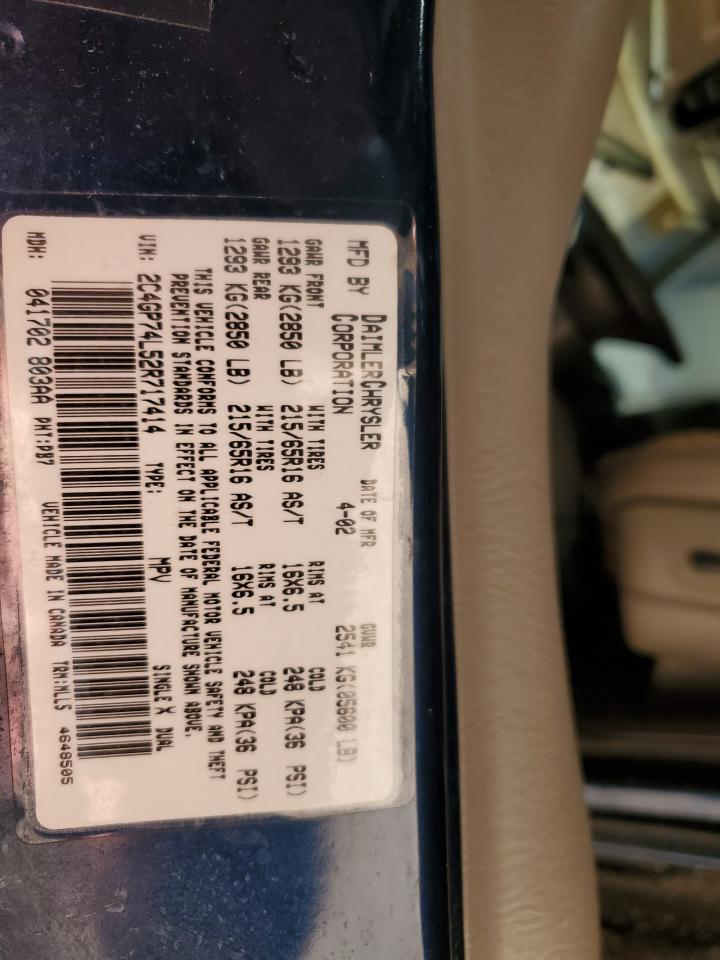 MFD BY DAIMLERCHRYSLER CORPORATION DATE OF MFR 4-02 GVWR 2541 KG(05600 LB)
GAWR FRONT WITH TIRES RIMS AT COLD
1293 KG(2850 LB) 215/65R16 AS/T 16X6.5 248 KPA(36 PSI)
GAWR REAR WITH TIRES RIMS AT COLD
1293 KG(2850 LB) 215/65R16 AS/T 16X6.5 248 KPA(36 PSI)
THIS VEHICLE CONFORMS TO ALL APPLICABLE FEDERAL MOTOR VEHICLE SAFETY AND THEFT
PREVENTION STANDARDS IN EFFECT ON THE DATE OF MANUFACTURE SHOWN ABOVE.
VIN: 2C4GP74L52R717414 TYPE: MPV SINGLE X DUAL
MDH: 041702 803AA PNT:PB7 VEHICLE MADE IN CANADA TRM:NLL5 4648505